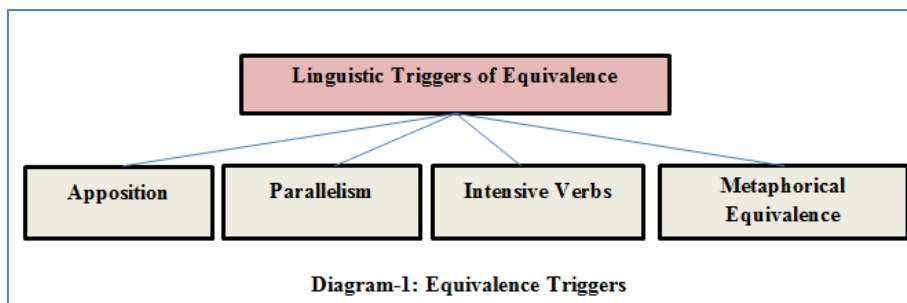 Linguistic Triggers of Equivalence
Apposition
Parallelism
Intensive Verbs
Metaphorical
Equivalence
Diagram-1: Equivalence Triggers